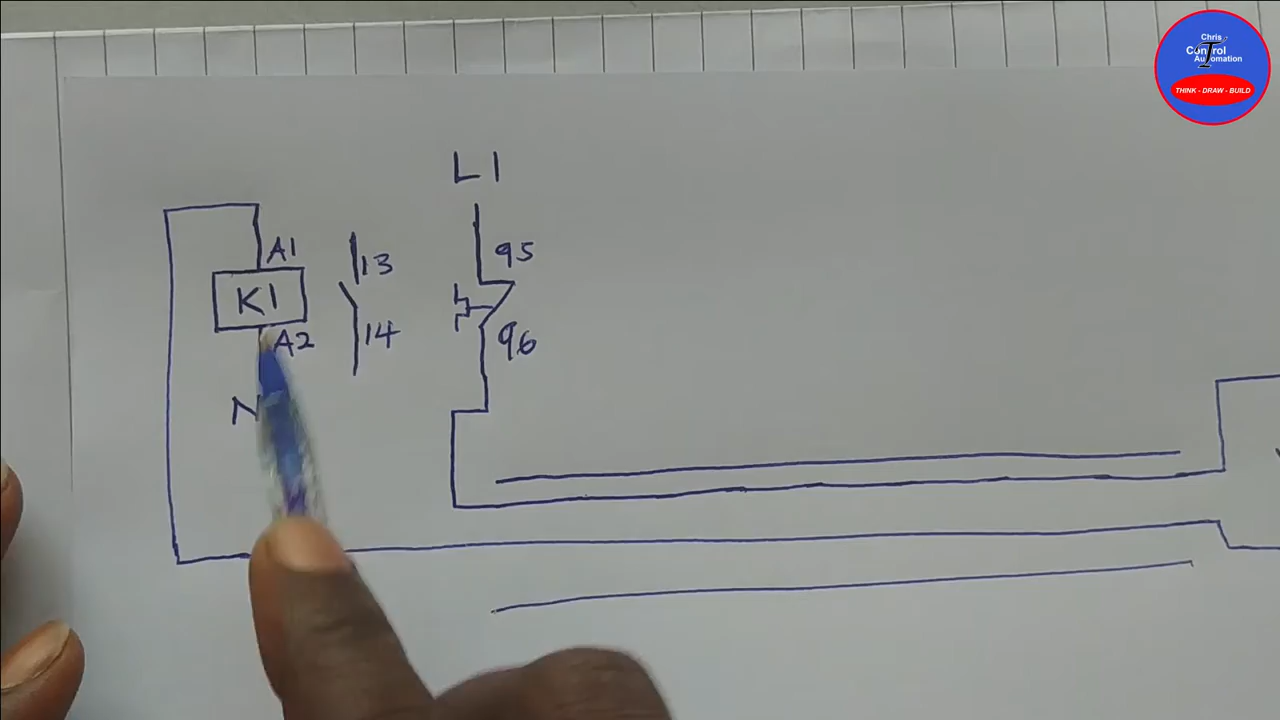 Chris
Control
Automation
THINK - DRAW - BUILD
L1
A1
13
95
K1
A2
14
96
N